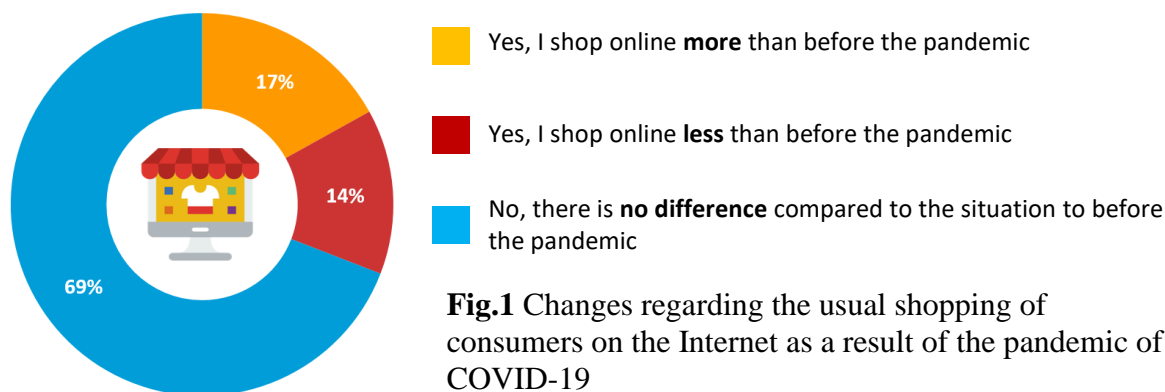 17%
14%
69%
Yes, I shop online more than before the pandemic
Yes, I shop online less than before the pandemic
No, there is no difference compared to the situation to before
the pandemic
Fig.1 Changes regarding the usual shopping of
consumers on the Internet as a result of the pandemic of
COVID-19